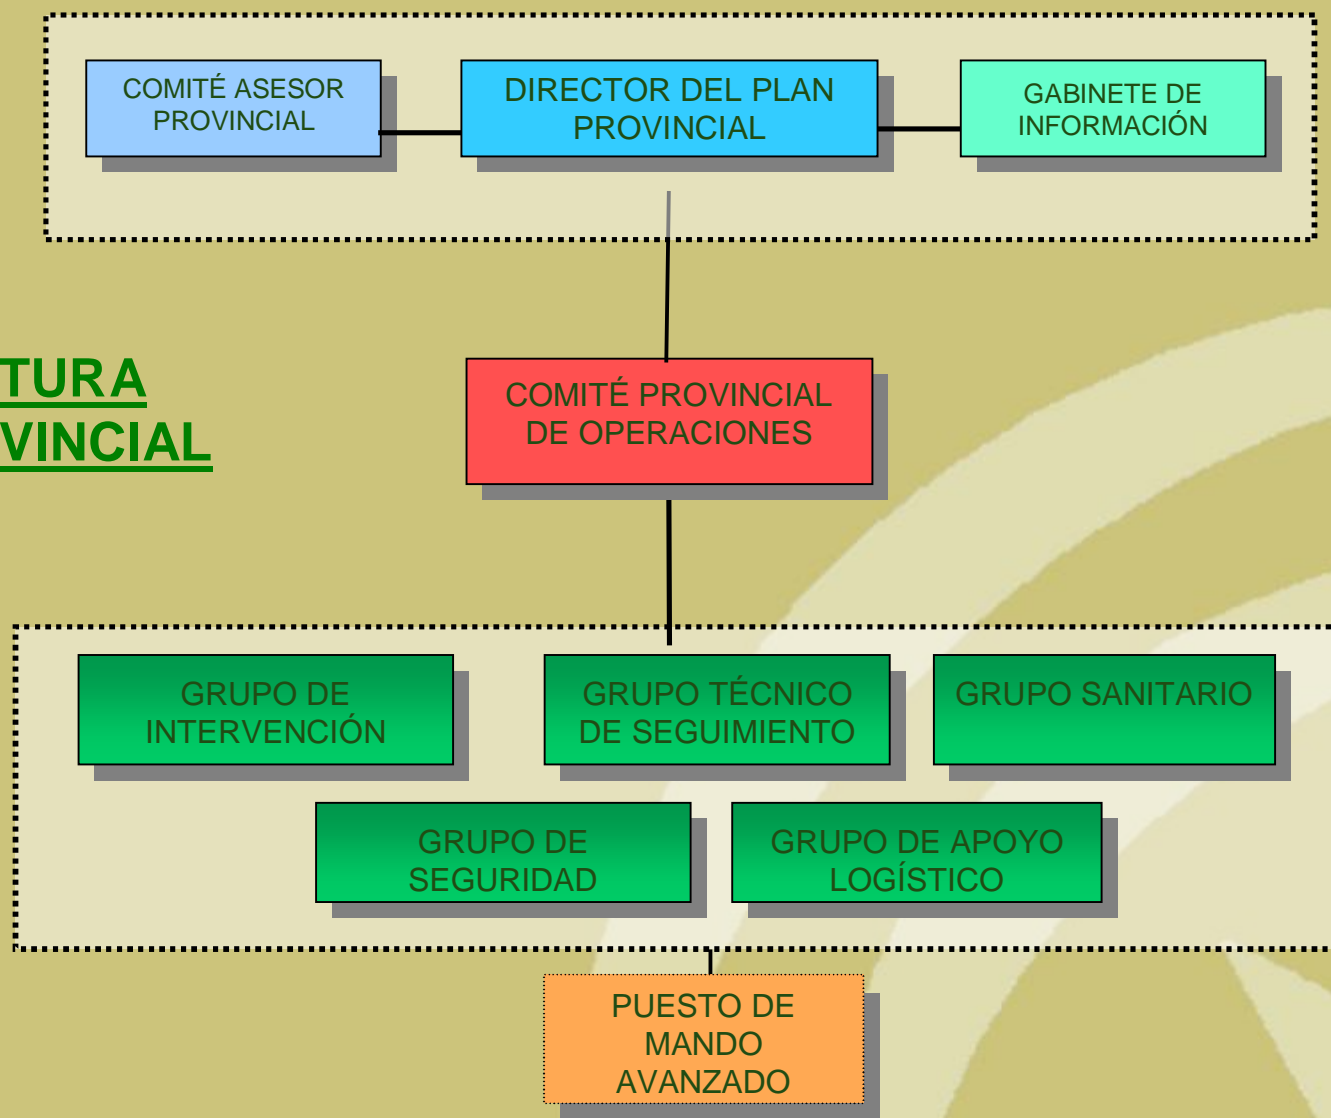 COMITÉ ASESOR
PROVINCIAL
DIRECTOR DEL PLAN
PROVINCIAL
GABINETE DE
INFORMACIÓN
TURA
VINCIAL
COMITÉ PROVINCIAL
DE OPERACIONES
GRUPO DE
INTERVENCIÓN
GRUPO TÉCNICO
DE SEGUIMIENTO
GRUPO SANITARIO
GRUPO DE
SEGURIDAD
GRUPO DE APOYO
LOGÍSTICO
PUESTO DE
MANDO
AVANZADO